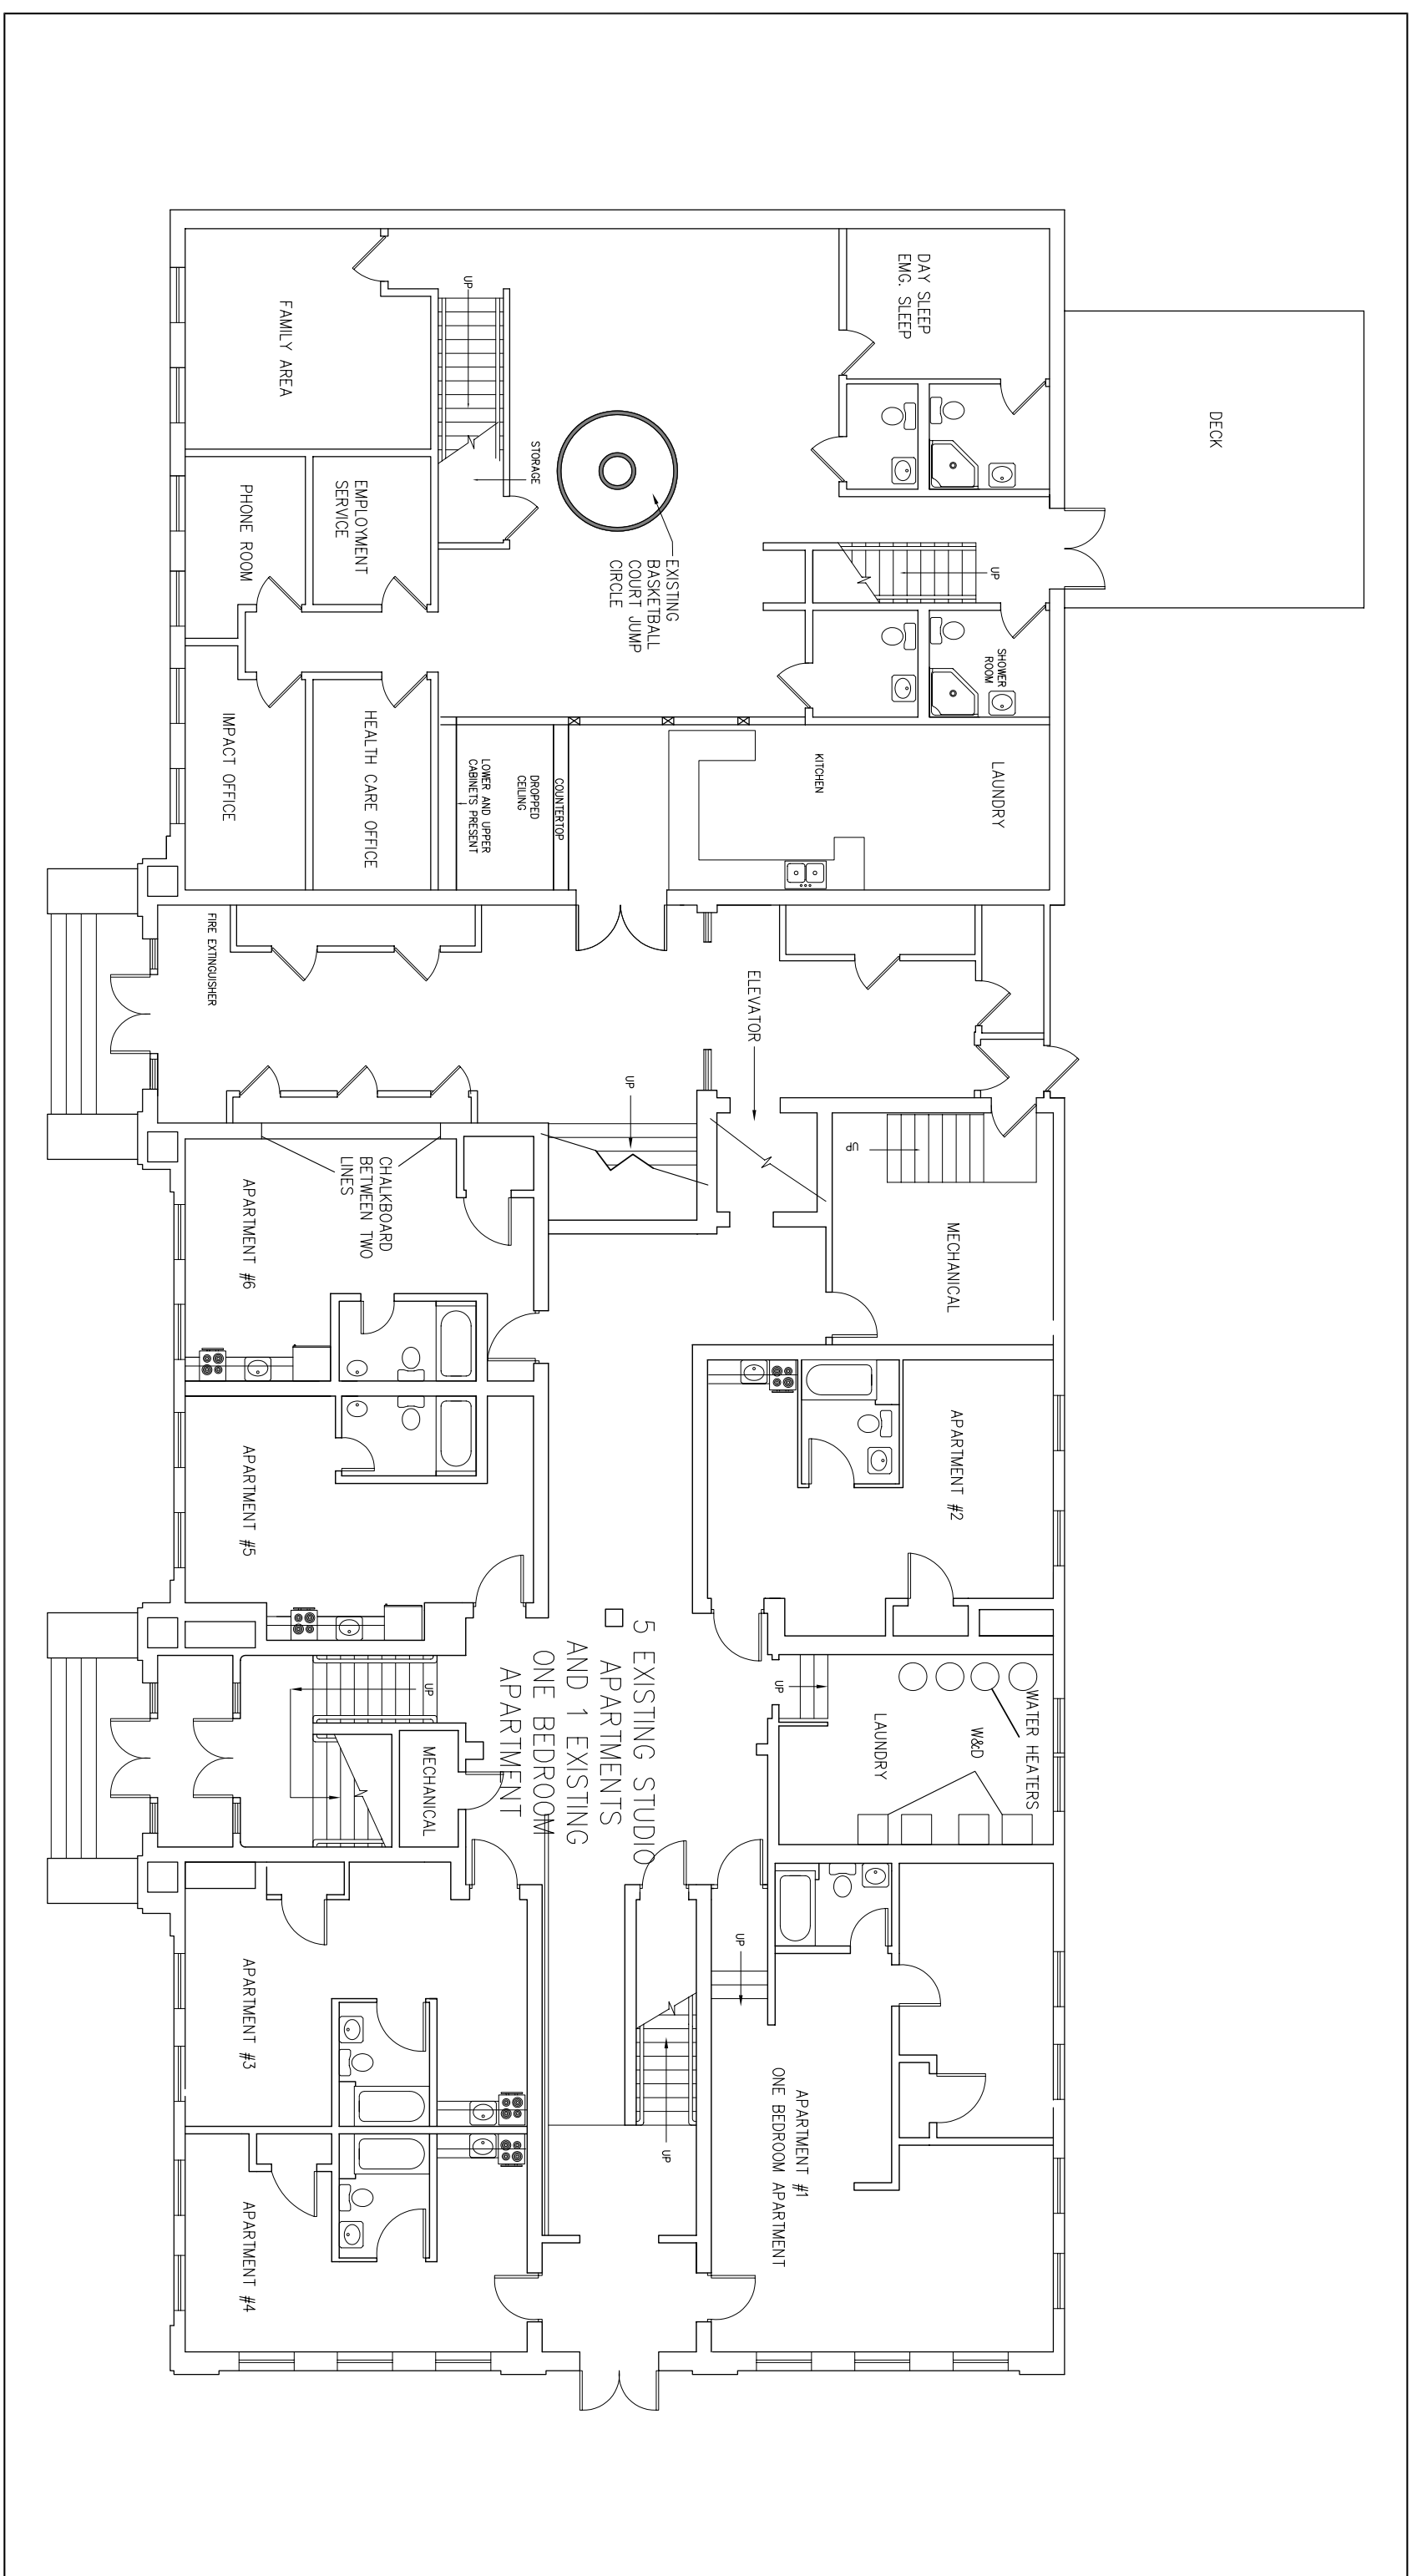 DECK
DAY SLEEP
EMG. SLEEP
UP
SHOWER
ROOM
LAUNDRY
KITCHEN
EXISTING
BASKETBALL
COURT JUMP
CIRCLE
STORAGE
UP
FAMILY AREA
EMPLOYMENT
SERVICE
PHONE ROOM
COUNTERTOP
DROPPED
CEILING
LOWER AND UPPER
CABINETS PRESENT
HEALTH CARE OFFICE
IMPACT OFFICE
FIRE EXTINGUISHER
ELEVATOR
UP
UP
MECHANICAL
CHALKBOARD
BETWEEN TWO
LINES
APARTMENT #6
APARTMENT #2
APARTMENT #5
5 EXISTING STUDIO
APARTMENTS
AND 1 EXISTING
ONE BEDROOM
APARTMENT
UP
WATER HEATERS
W&D
LAUNDRY
UP
MECHANICAL
UP
UP
APARTMENT #1
ONE BEDROOM APARTMENT
APARTMENT #3
APARTMENT #4